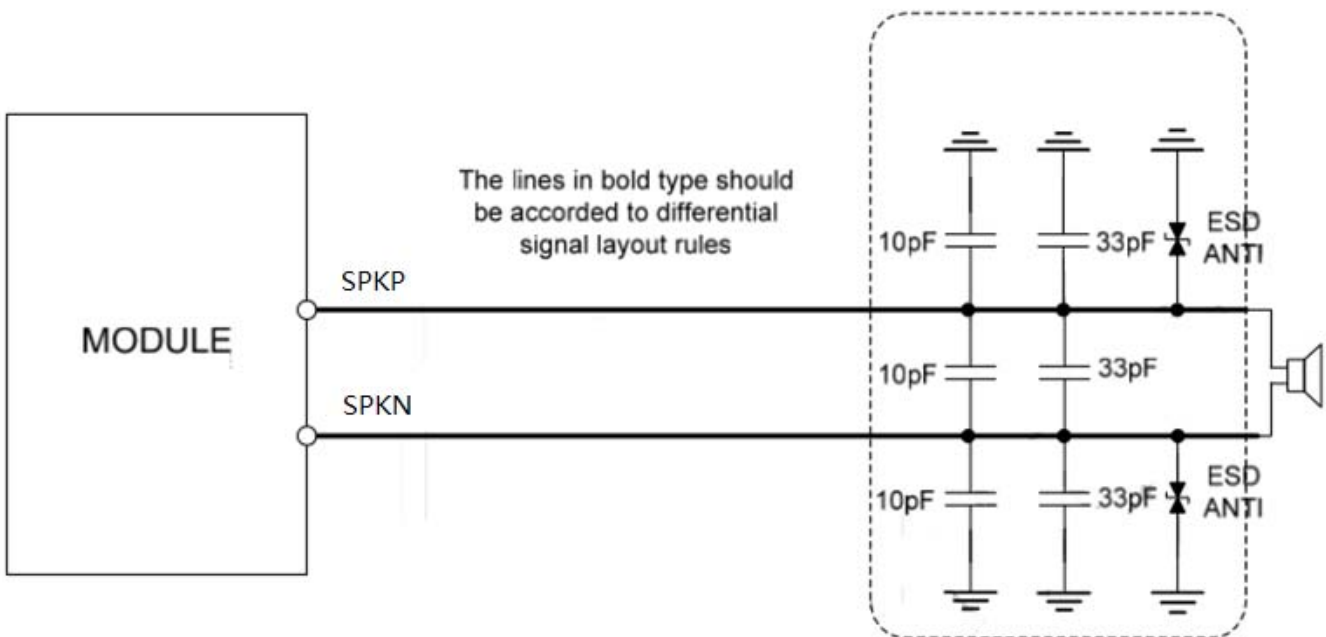 The lines in bold type should
be accorded to differential
signal layout rules
10pF
33pF
ESD
ANTI
SPKP
MODULE
10pF
33pF
SPKN
10pF
33pF
ESD
ANTI